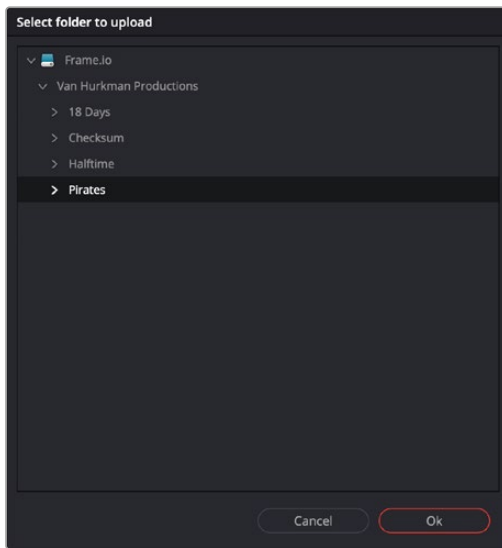 Select folder to upload
Frame.io
Van Hurkman Productions
18 Days
Checksum
Halftime
Pirates
Cancel Ok